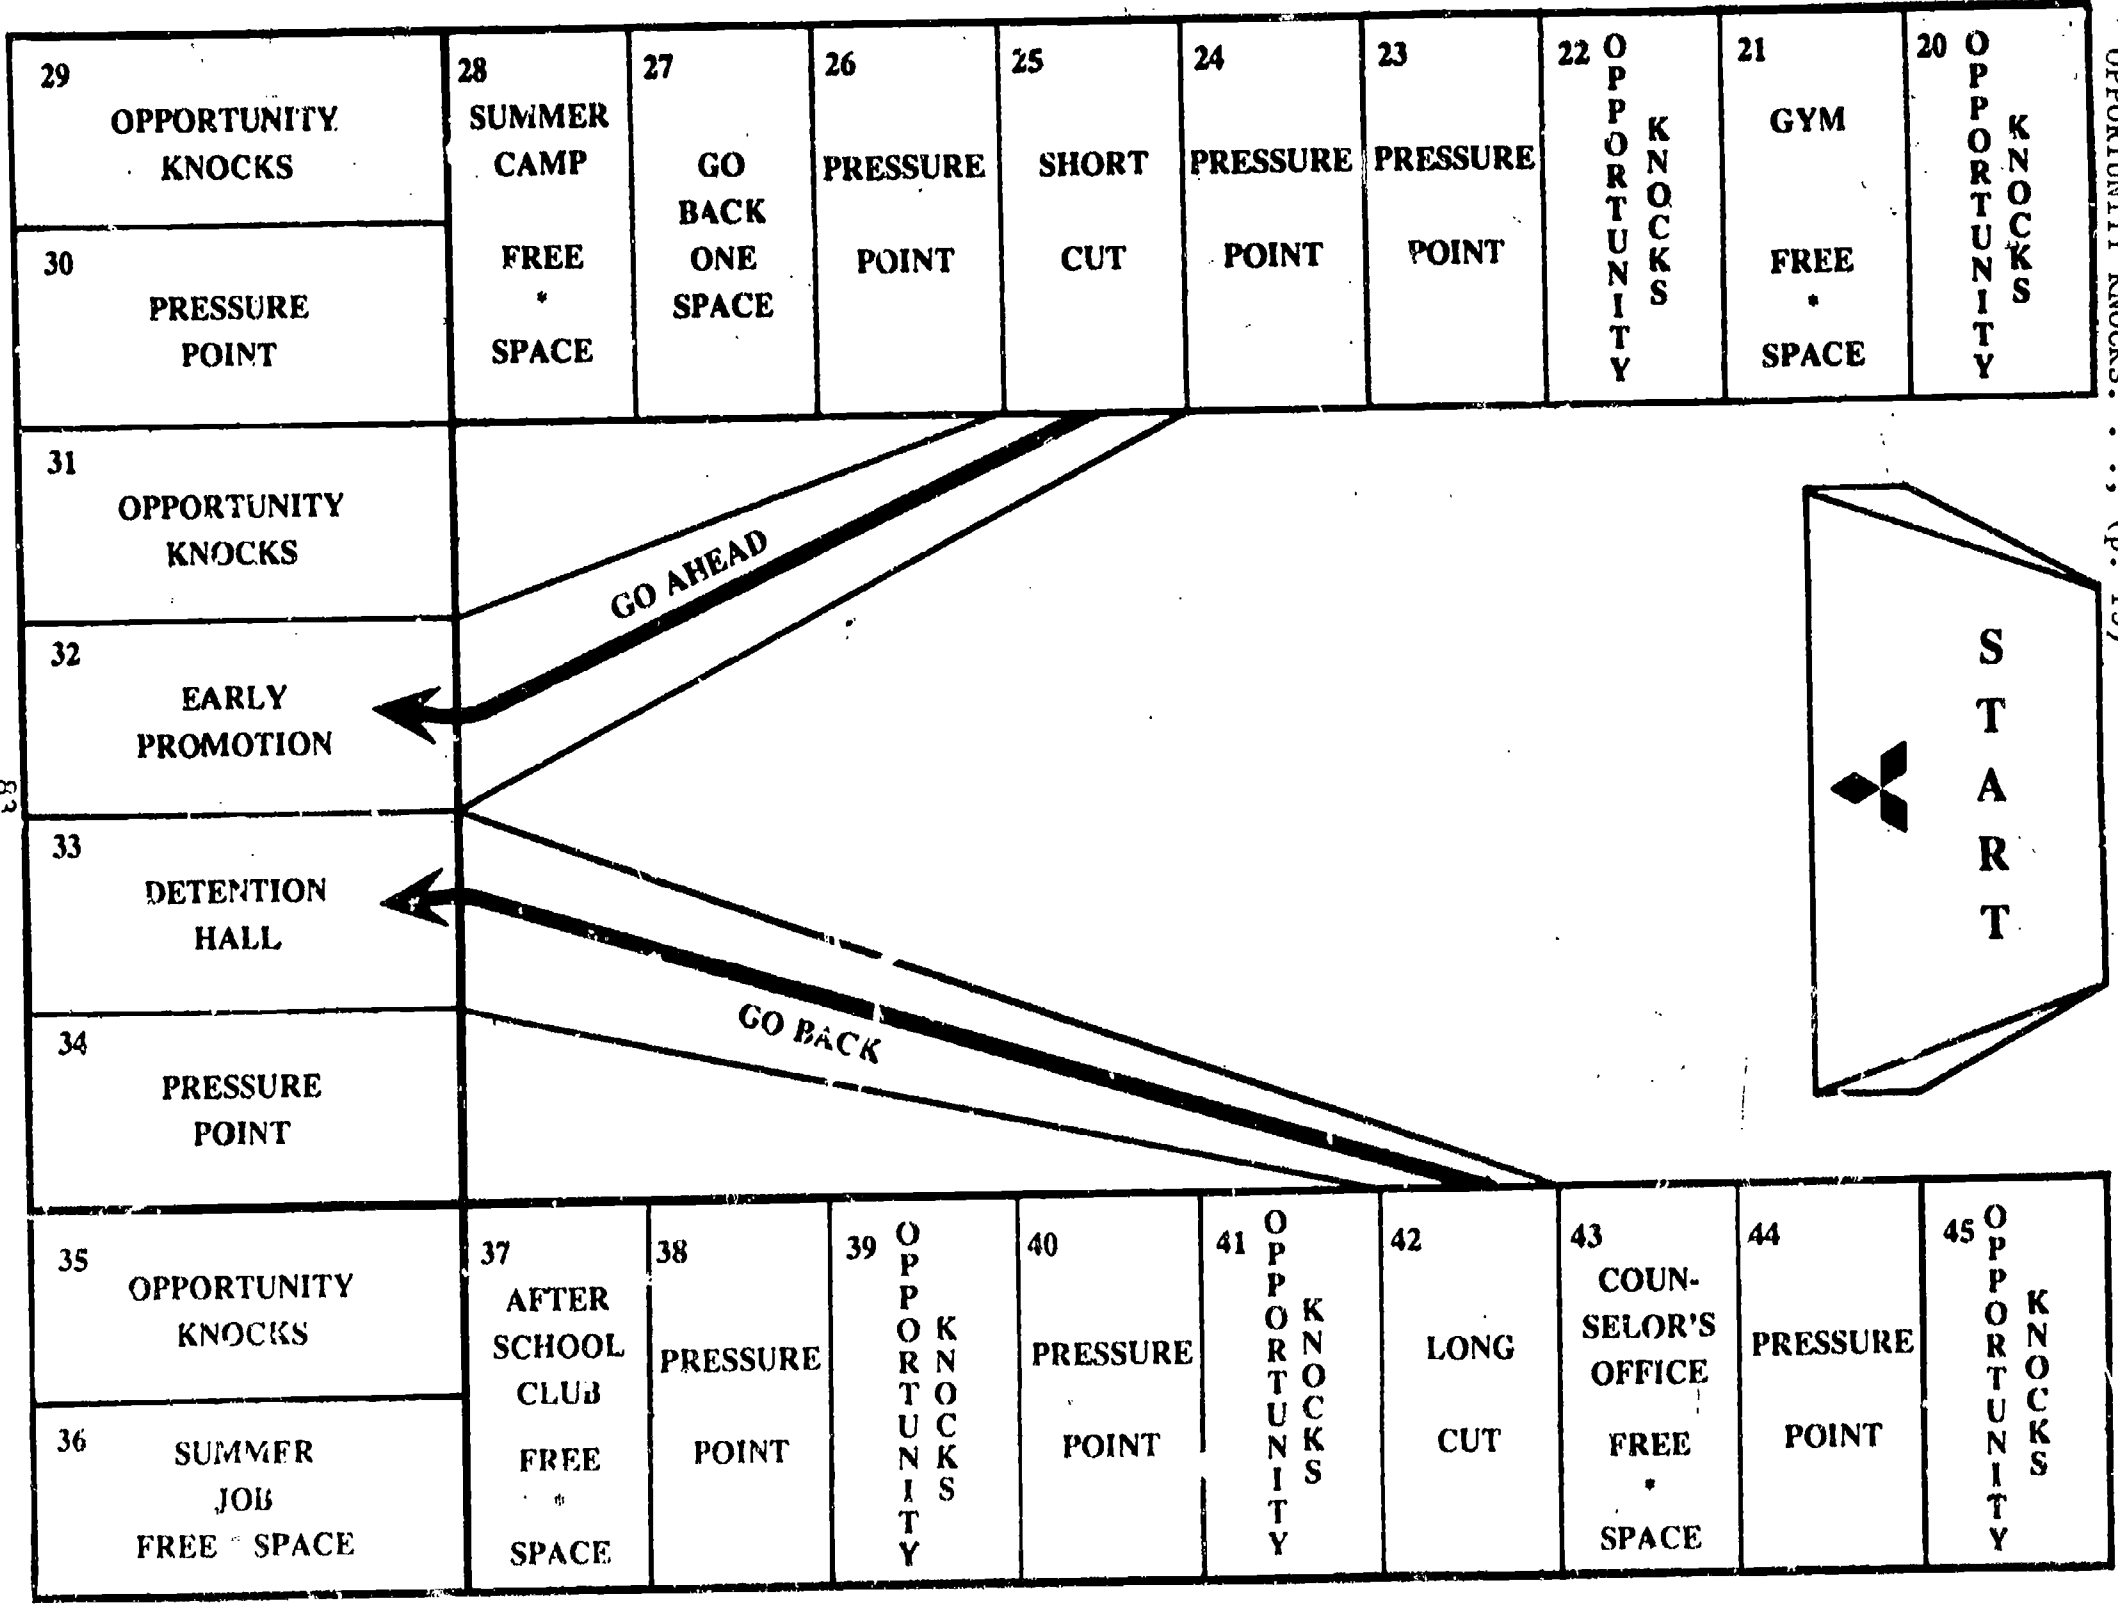 29
OPPORTUNITY
KNOCKS
28
SUMMER
CAMP
FREE
*
SPACE
27
GO
BACK
ONE
SPACE
26
PRESSURE
POINT
25
SHORT
CUT
24
PRESSURE
POINT
23
PRESSURE
POINT
22
OPPORTUNITY
KNOCKS
21
GYM
FREE
*
SPACE
20
OPPORTUNITY
KNOCKS
30
PRESSURE
POINT
31
OPPORTUNITY
KNOCKS
32
EARLY
PROMOTION
GO AHEAD
33
DETENTION
HALL
GO BACK
34
PRESSURE
POINT
START
35
OPPORTUNITY
KNOCKS
36
SUMMER
JOB
FREE * SPACE
37
AFTER
SCHOOL
CLUB
FREE
*
SPACE
38
PRESSURE
POINT
39
OPPORTUNITY
KNOCKS
40
PRESSURE
POINT
41
OPPORTUNITY
KNOCKS
42
LONG
CUT
43
COUN-
SELOR'S
OFFICE
FREE
*
SPACE
44
PRESSURE
POINT
45
OPPORTUNITY
KNOCKS
OPPORTUNITY KNOCKS
83